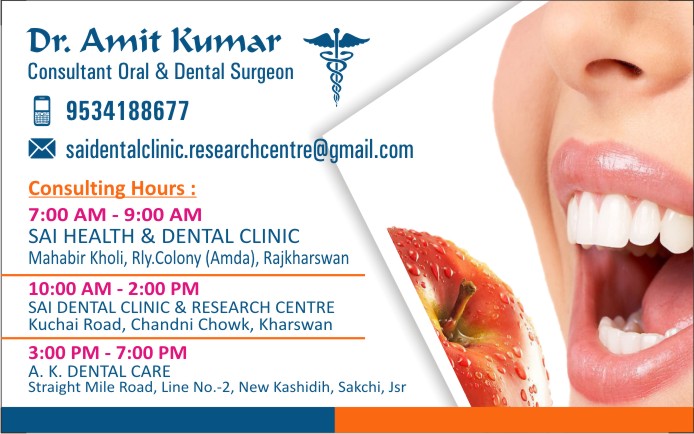 Dr. Amit Kumar
Consultant Oral & Dental Surgeon
9534188677
saidentalclinic.researchcentre@gmail.com
Consulting Hours :
7:00 AM - 9:00 AM
SAI HEALTH & DENTAL CLINIC
Mahabir Kholi, Rly.Colony (Amda), Rajkharswan
10:00 AM - 2:00 PM
SAI DENTAL CLINIC & RESEARCH CENTRE
Kuchai Road, Chandni Chowk, Kharswan
3:00 PM - 7:00 PM
A. K. DENTAL CARE
Straight Mile Road, Line No.-2, New Kashidih, Sakchi, Jsr